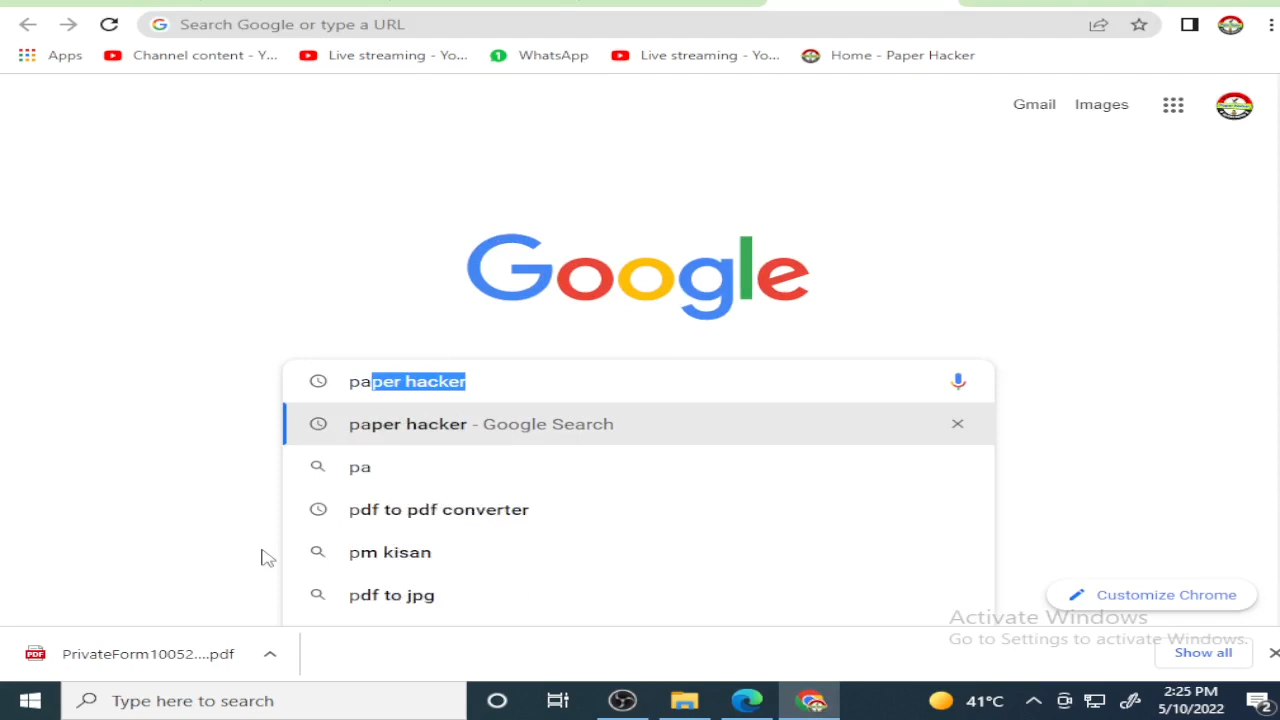 Search Google or type a URL
Apps Channel content - Y... Live streaming - Yo... WhatsApp Live streaming - Yo... Home - Paper Hacker
Gmail Images
Google
paper hacker
paper hacker - Google Search
pa
pdf to pdf converter
pm kisan
pdf to jpg
Customize Chrome
Activate Windows
Go to Settings to activate Windows.
PDF PrivateForm10052....pdf Show all
Type here to search 41°C 2:25 PM
5/10/2022 2